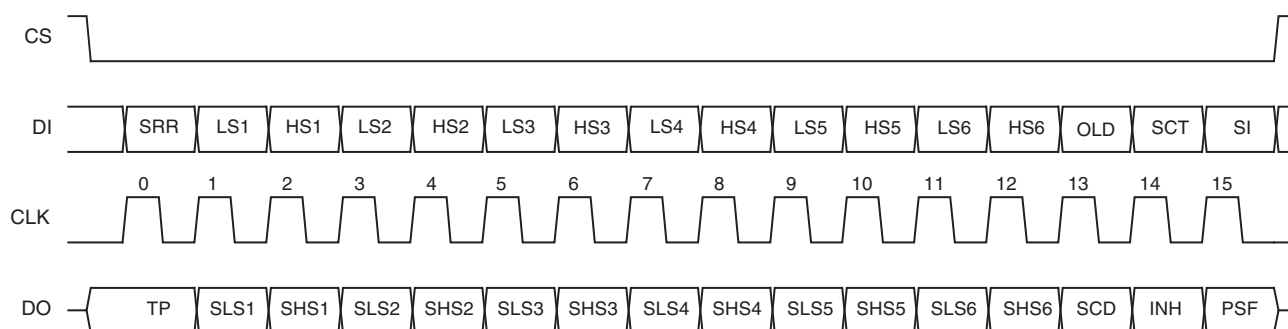 CS
DI SRR LS1 HS1 LS2 HS2 LS3 HS3 LS4 HS4 LS5 HS5 LS6 HS6 OLD SCT SI
0 1 2 3 4 5 6 7 8 9 10 11 12 13 14 15
CLK
DO TP SLS1 SHS1 SLS2 SHS2 SLS3 SHS3 SLS4 SHS4 SLS5 SHS5 SLS6 SHS6 SCD INH PSF